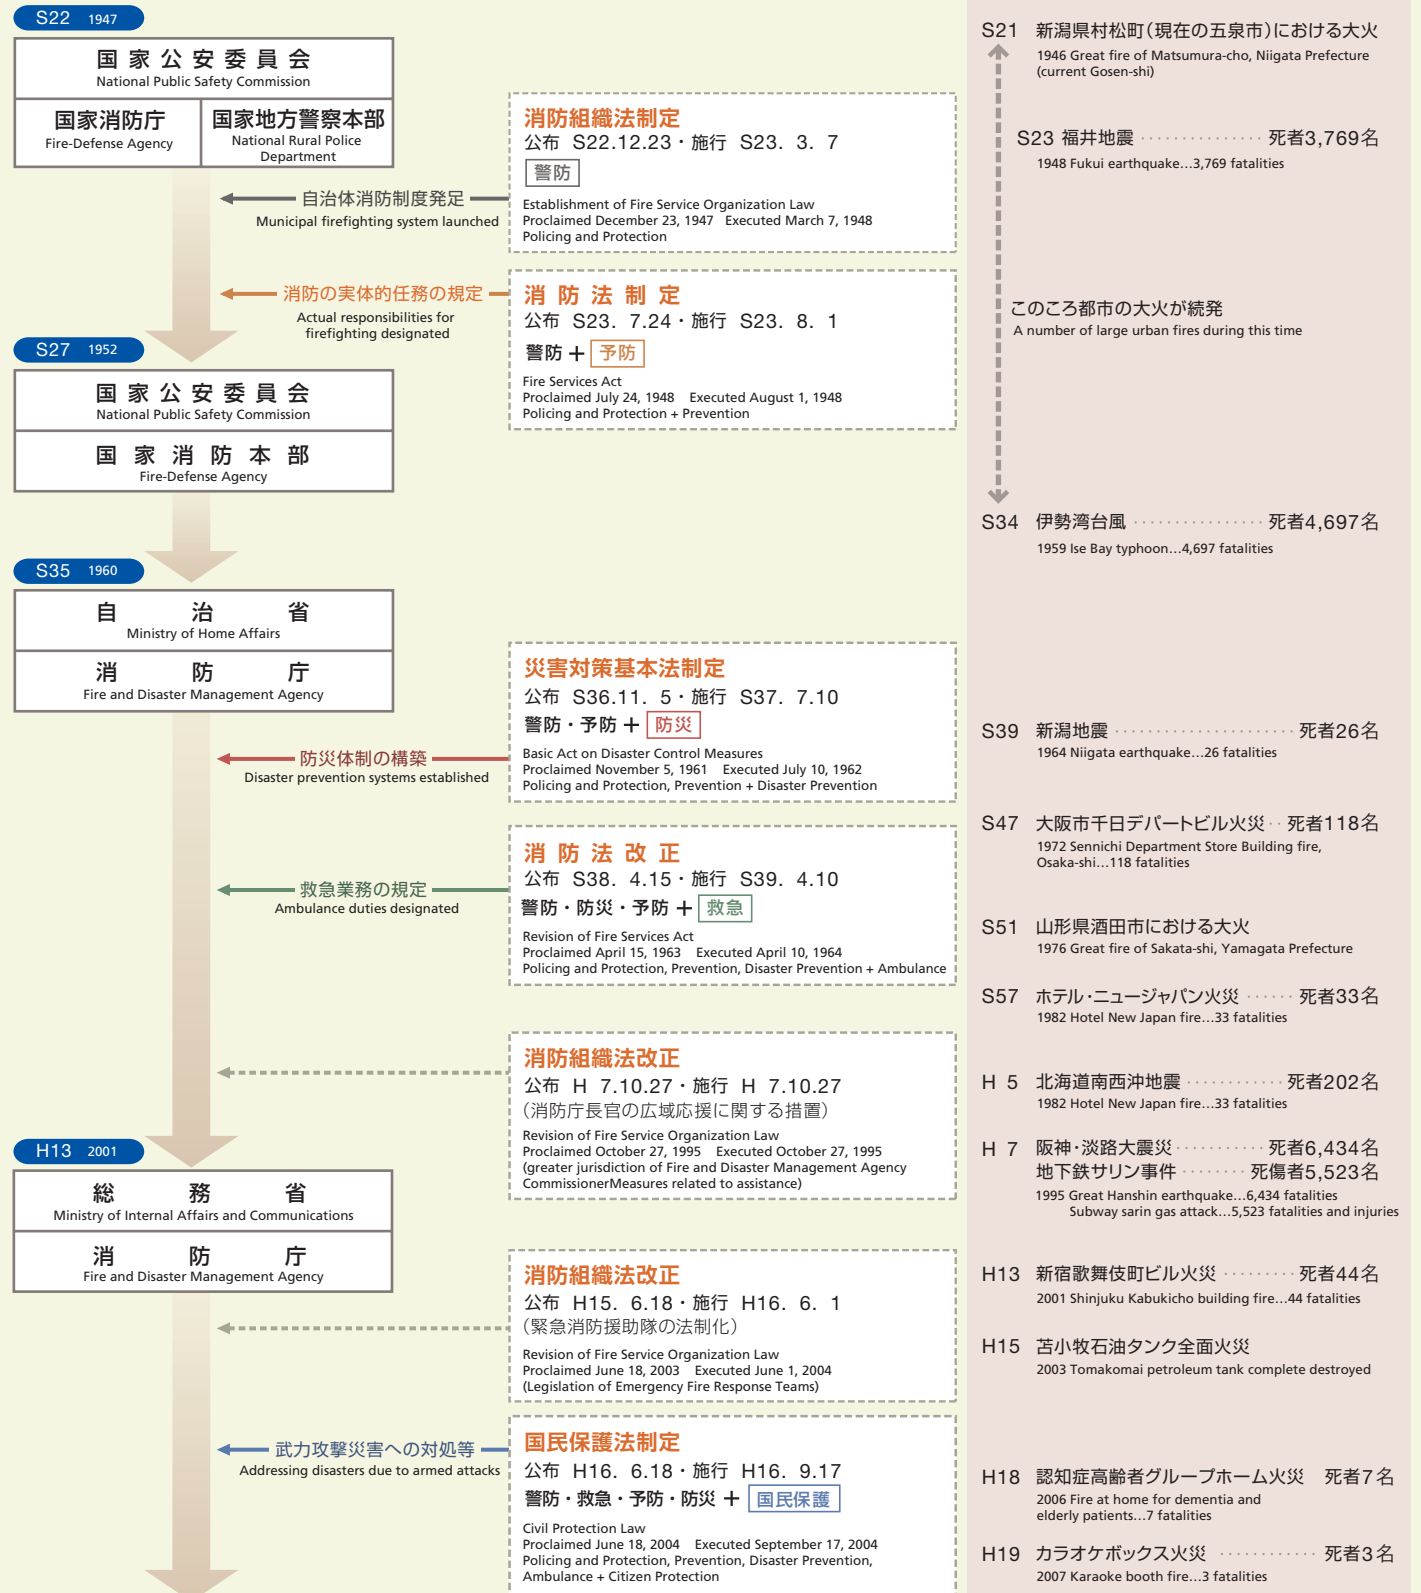 S22 1947
国家公安委員会
National Public Safety Commission
国家消防庁
Fire-Defense Agency
国家地方警察本部
National Rural Police
Department
自治体消防制度発足
Municipal firefighting system launched
消防の実体的任務の規定
Actual responsibilities for
firefighting designated
S27 1952
国家公安委員会
National Public Safety Commission
国家消防本部
Fire-Defense Agency
S35 1960
自治省
Ministry of Home Affairs
消防庁
Fire and Disaster Management Agency
防災体制の構築
Disaster prevention systems established
救急業務の規定
Ambulance duties designated
H13 2001
総務省
Ministry of Internal Affairs and Communications
消防庁
Fire and Disaster Management Agency
武力攻撃災害への対処等
Addressing disasters due to armed attacks
消防組織法制定
公布 S22.12.23・施行 S23. 3. 7
警防
Establishment of Fire Service Organization Law
Proclaimed December 23, 1947 Executed March 7, 1948
Policing and Protection
消防法制定
公布 S23. 7.24・施行 S23. 8. 1
警防＋予防
Fire Services Act
Proclaimed July 24, 1948 Executed August 1, 1948
Policing and Protection + Prevention
災害対策基本法制定
公布 S36.11. 5・施行 S37. 7.10
警防・予防＋防災
Basic Act on Disaster Control Measures
Proclaimed November 5, 1961 Executed July 10, 1962
Policing and Protection, Prevention + Disaster Prevention
消防法改正
公布 S38. 4.15・施行 S39. 4.10
警防・防災・予防＋救急
Revision of Fire Services Act
Proclaimed April 15, 1963 Executed April 10, 1964
Policing and Protection, Prevention, Disaster Prevention + Ambulance
消防組織法改正
公布 H 7.10.27・施行 H 7.10.27
（消防庁長官の広域応援に関する措置）
Revision of Fire Service Organization Law
Proclaimed October 27, 1995 Executed October 27, 1995
(greater jurisdiction of Fire and Disaster Management Agency
CommissionerMeasures related to assistance)
消防組織法改正
公布 H15. 6.18・施行 H16. 6. 1
（緊急消防援助隊の法制化）
Revision of Fire Service Organization Law
Proclaimed June 18, 2003 Executed June 1, 2004
(Legislation of Emergency Fire Response Teams)
国民保護法制定
公布 H16. 6.18・施行 H16. 9.17
警防・救急・予防・防災＋国民保護
Civil Protection Law
Proclaimed June 18, 2004 Executed September 17, 2004
Policing and Protection, Prevention, Disaster Prevention,
Ambulance + Citizen Protection
S21 新潟県村松町（現在の五泉市）における大火
1946 Great fire of Matsumura-cho, Niigata Prefecture
(current Gosen-shi)
S23 福井地震 ‥‥‥‥‥‥ 死者3,769名
1948 Fukui earthquake…3,769 fatalities
このころ都市の大火が続発
A number of large urban fires during this time
S34 伊勢湾台風 ‥‥‥‥‥‥‥ 死者4,697名
1959 Ise Bay typhoon…4,697 fatalities
S39 新潟地震 ‥‥‥‥‥‥‥‥‥ 死者26名
1964 Niigata earthquake…26 fatalities
S47 大阪市千日デパートビル火災‥死者118名
1972 Sennichi Department Store Building fire,
Osaka-shi…118 fatalities
S51 山形県酒田市における大火
1976 Great fire of Sakata-shi, Yamagata Prefecture
S57 ホテル・ニュージャパン火災 ‥‥‥ 死者33名
1982 Hotel New Japan fire…33 fatalities
H 5 北海道南西沖地震 ‥‥‥‥‥ 死者202名
1982 Hotel New Japan fire…33 fatalities
H 7 阪神・淡路大震災 ‥‥‥‥‥ 死者6,434名
地下鉄サリン事件 ‥‥‥‥ 死傷者5,523名
1995 Great Hanshin earthquake…6,434 fatalities
Subway sarin gas attack…5,523 fatalities and injuries
H13 新宿歌舞伎町ビル火災 ‥‥‥‥ 死者44名
2001 Shinjuku Kabukicho building fire…44 fatalities
H15 苫小牧石油タンク全面火災
2003 Tomakomai petroleum tank complete destroyed
H18 認知症高齢者グループホーム火災 死者7名
2006 Fire at home for dementia and
elderly patients…7 fatalities
H19 カラオケボックス火災 ‥‥‥‥‥‥ 死者3名
2007 Karaoke booth fire…3 fatalities